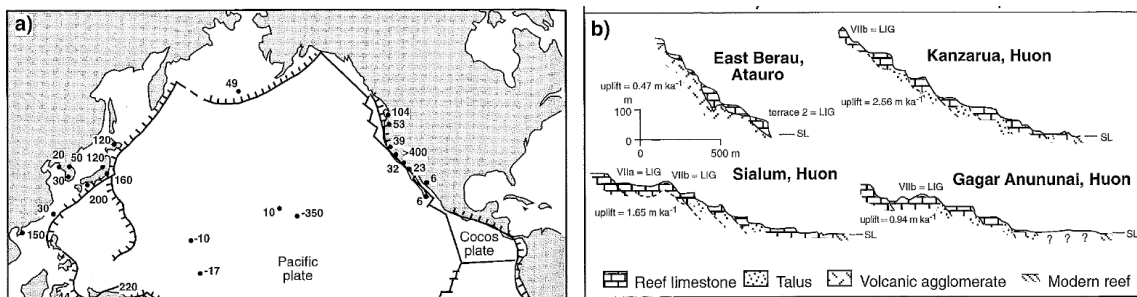 a)
49
104
53
39
>400
32
23
6
6
120
20
50
120
30
160
200
30
150
10
-350
-10
-17
Pacific
plate
Cocos
plate
220
b)
East Berau,
Atauro
uplift = 0.47 m ka⁻¹
m
100
0
0
500 m
terrace 2 = LIG
SL
VIIb = LIG
Kanzarua, Huon
uplift = 2.56 m ka⁻¹
SL
VIIa = LIG
VIIb = LIG
Sialum, Huon
uplift = 1.65 m ka⁻¹
SL
VIIb = LIG
Gagar Anununai, Huon
uplift = 0.94 m ka⁻¹
? ? ?
SL
Reef limestone
Talus
Volcanic agglomerate
Modern reef